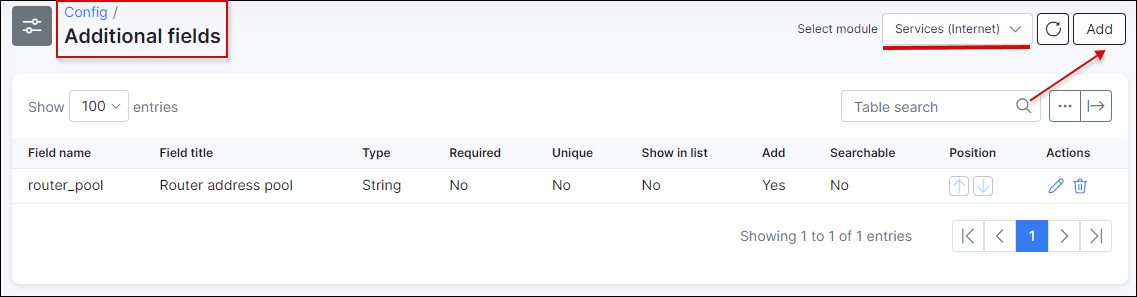 Config /
Additional fields
Select module Services (Internet) Add
Show 100 entries Table search
Field name Field title Type Required Unique Show in list Add Searchable Position Actions
router_pool Router address pool String No No No Yes No
Showing 1 to 1 of 1 entries 1